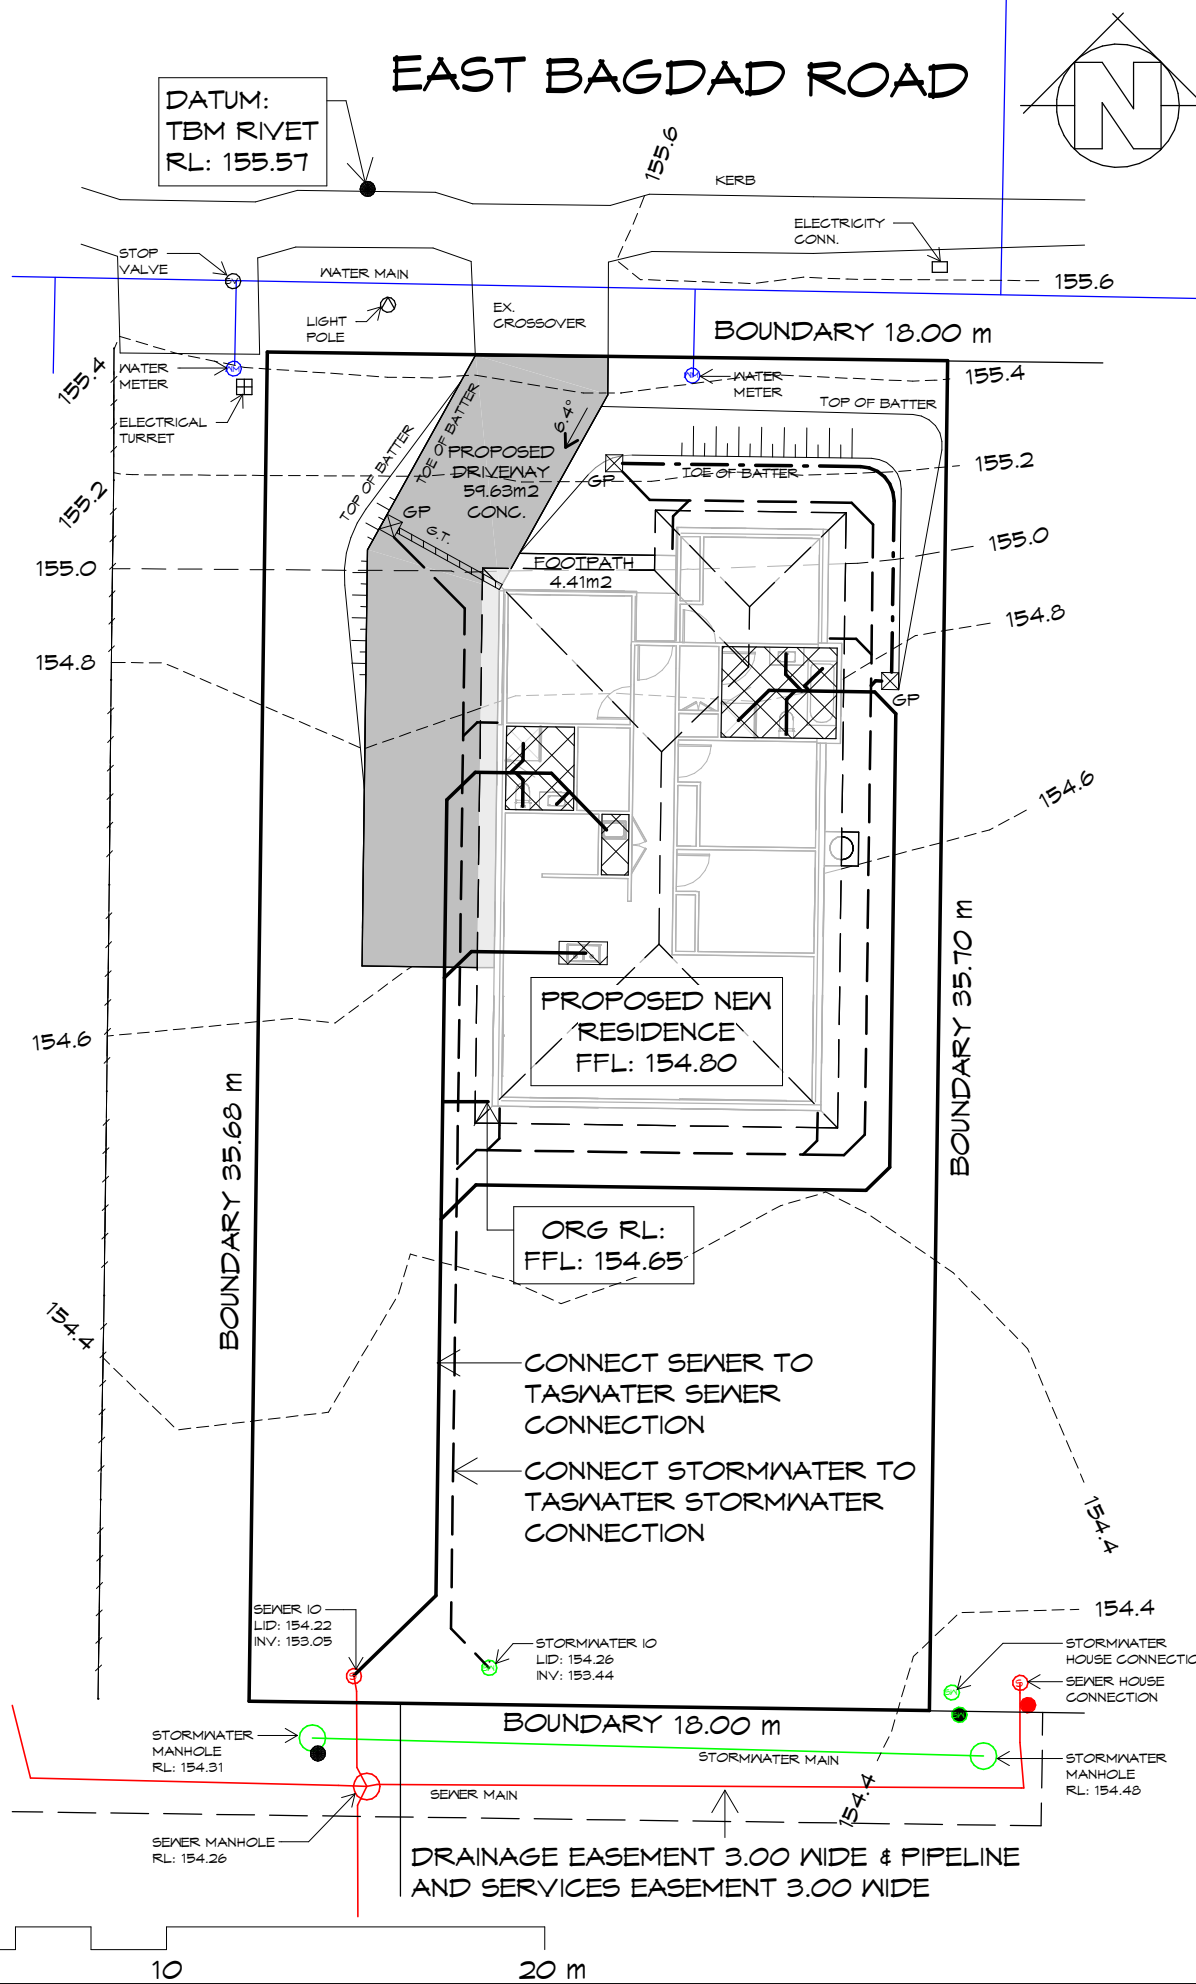 EAST BAGDAD ROAD
N
DATUM:
TBM RIVET
RL: 155.57
155.6
KERB
ELECTRICITY
CONN.
STOP
VALVE
WATER MAIN
155.6
LIGHT
POLE
EX.
CROSSOVER
BOUNDARY 18.00 m
155.4
WATER
METER
WATER
METER
155.4
ELECTRICAL
TURRET
TOP OF BATTER
TOE OF BATTER
6.4°
TOP OF BATTER
PROPOSED
DRIVEWAY
59.63m2
CONC.
155.2
GP
TOE OF BATTER
155.2
GP
G.T.
155.0
FOOTPATH
4.41m2
155.0
154.8
154.8
GP
154.6
BOUNDARY 35.70 m
PROPOSED NEW
RESIDENCE
FFL: 154.80
154.6
BOUNDARY 35.68 m
ORG RL:
FFL: 154.65
154.4
CONNECT SEWER TO
TASWATER SEWER
CONNECTION
CONNECT STORMWATER TO
TASWATER STORMWATER
CONNECTION
154.4
SEWER IO
LID: 154.22
INV: 153.05
S
STORMWATER IO
LID: 154.26
INV: 153.44
154.4
STORMWATER
HOUSE CONNECTIO
SEWER HOUSE
CONNECTION
S
BOUNDARY 18.00 m
STORMWATER
MANHOLE
RL: 154.31
STORMWATER MAIN
STORMWATER
MANHOLE
RL: 154.48
SEWER MAIN
154.4
SEWER MANHOLE
RL: 154.26
DRAINAGE EASEMENT 3.00 WIDE & PIPELINE
AND SERVICES EASEMENT 3.00 WIDE
10
20 m